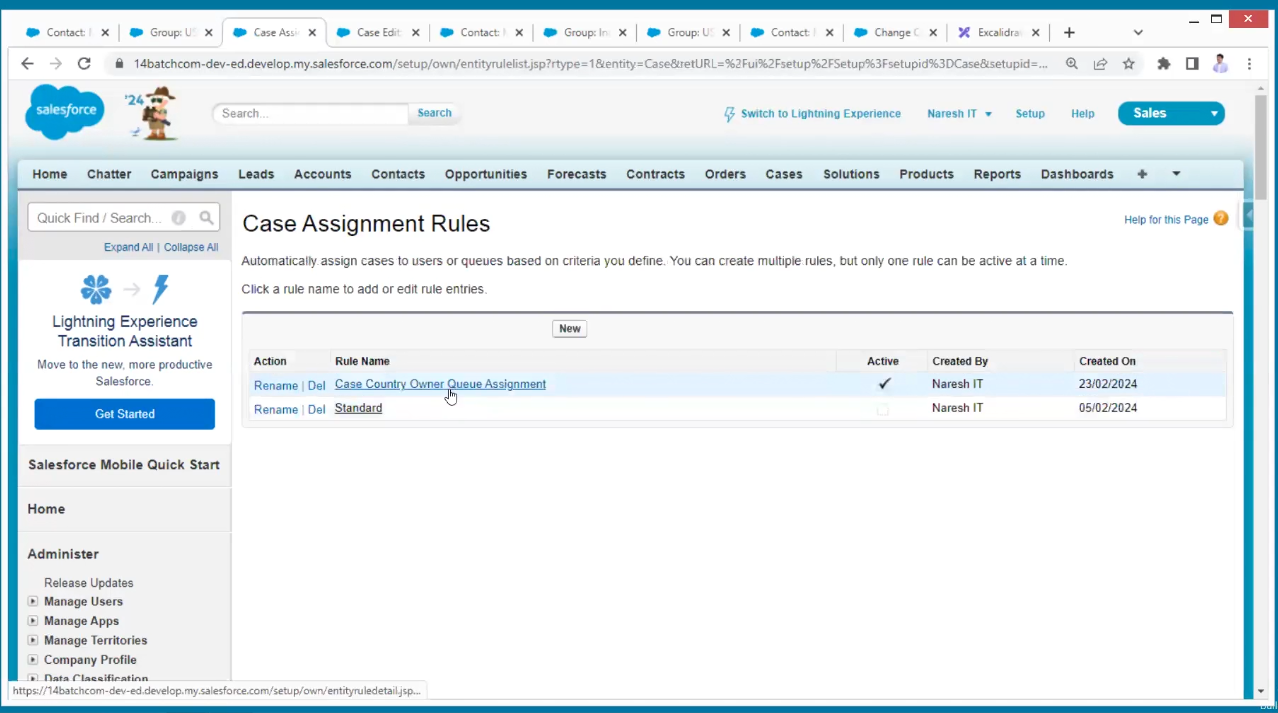 Contact: N
Group: US
Case Assi
Case Edit:
Contact: N
Group: In
Group: US
Contact:
Change C
Excalidra
14batchcom-dev-ed.develop.my.salesforce.com/setup/own/entityrulelist.jsp?rtype=1&entity=Case&retURL=%2Fui%2Fsetup%2FSetup%3Fsetupid%3DCase&setupid=...
salesforce
'24
Search...
Search
Switch to Lightning Experience
Naresh IT
Setup
Help
Sales
Home Chatter Campaigns Leads Accounts Contacts Opportunities Forecasts Contracts Orders Cases Solutions Products Reports Dashboards
Quick Find / Search...
Expand All | Collapse All
Lightning Experience
Transition Assistant
Move to the new, more productive
Salesforce.
Get Started
Salesforce Mobile Quick Start
Home
Administer
Release Updates
Manage Users
Manage Apps
Manage Territories
Company Profile
Data Classification
Case Assignment Rules
Help for this Page
Automatically assign cases to users or queues based on criteria you define. You can create multiple rules, but only one rule can be active at a time.
Click a rule name to add or edit rule entries.
New
Action Rule Name Active Created By Created On
Rename | Del Case Country Owner Queue Assignment Naresh IT 23/02/2024
Rename | Del Standard Naresh IT 05/02/2024
https://14batchcom-dev-ed.develop.my.salesforce.com/setup/own/entityruledetail.jsp...